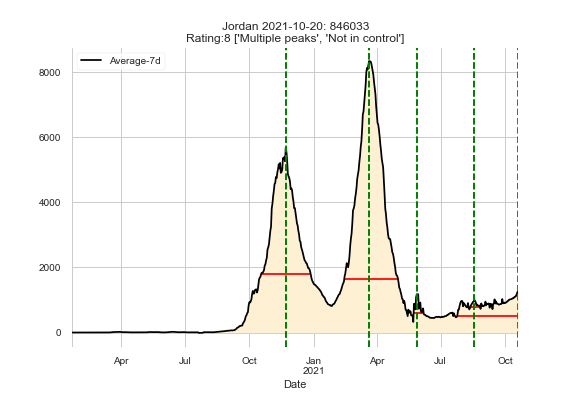 Jordan 2021-10-20: 846033
Rating:8 ['Multiple peaks', 'Not in control']
Average-7d
8000
6000
4000
2000
0
Apr Jul Oct Jan Apr Jul Oct
2021
Date